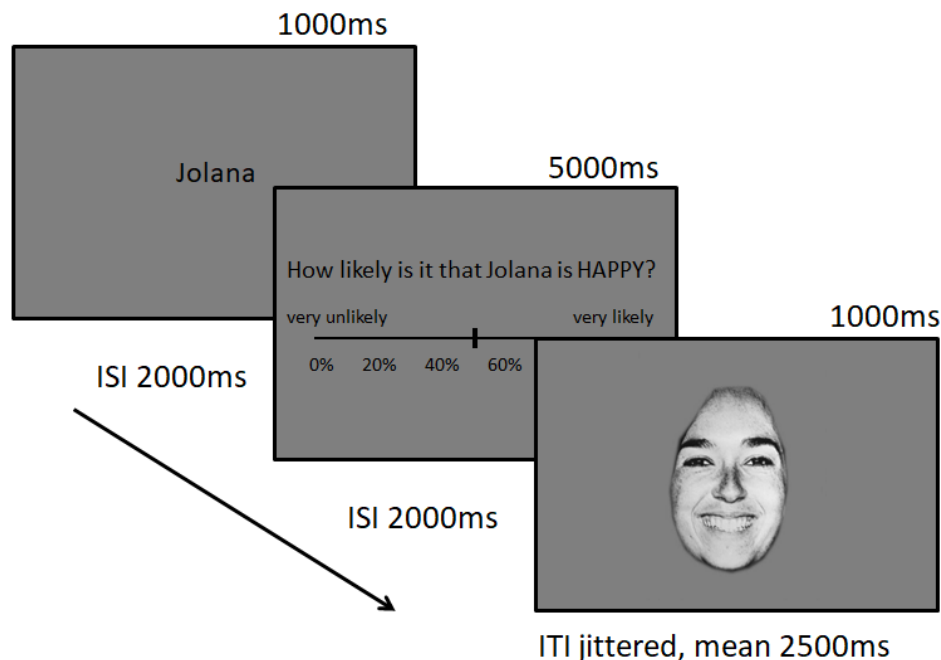 1000ms
Jolana
5000ms
How likely is it that Jolana is HAPPY?
very unlikely very likely
0% 20% 40% 60%
1000ms
ISI 2000ms
ISI 2000ms
ITI jittered, mean 2500ms